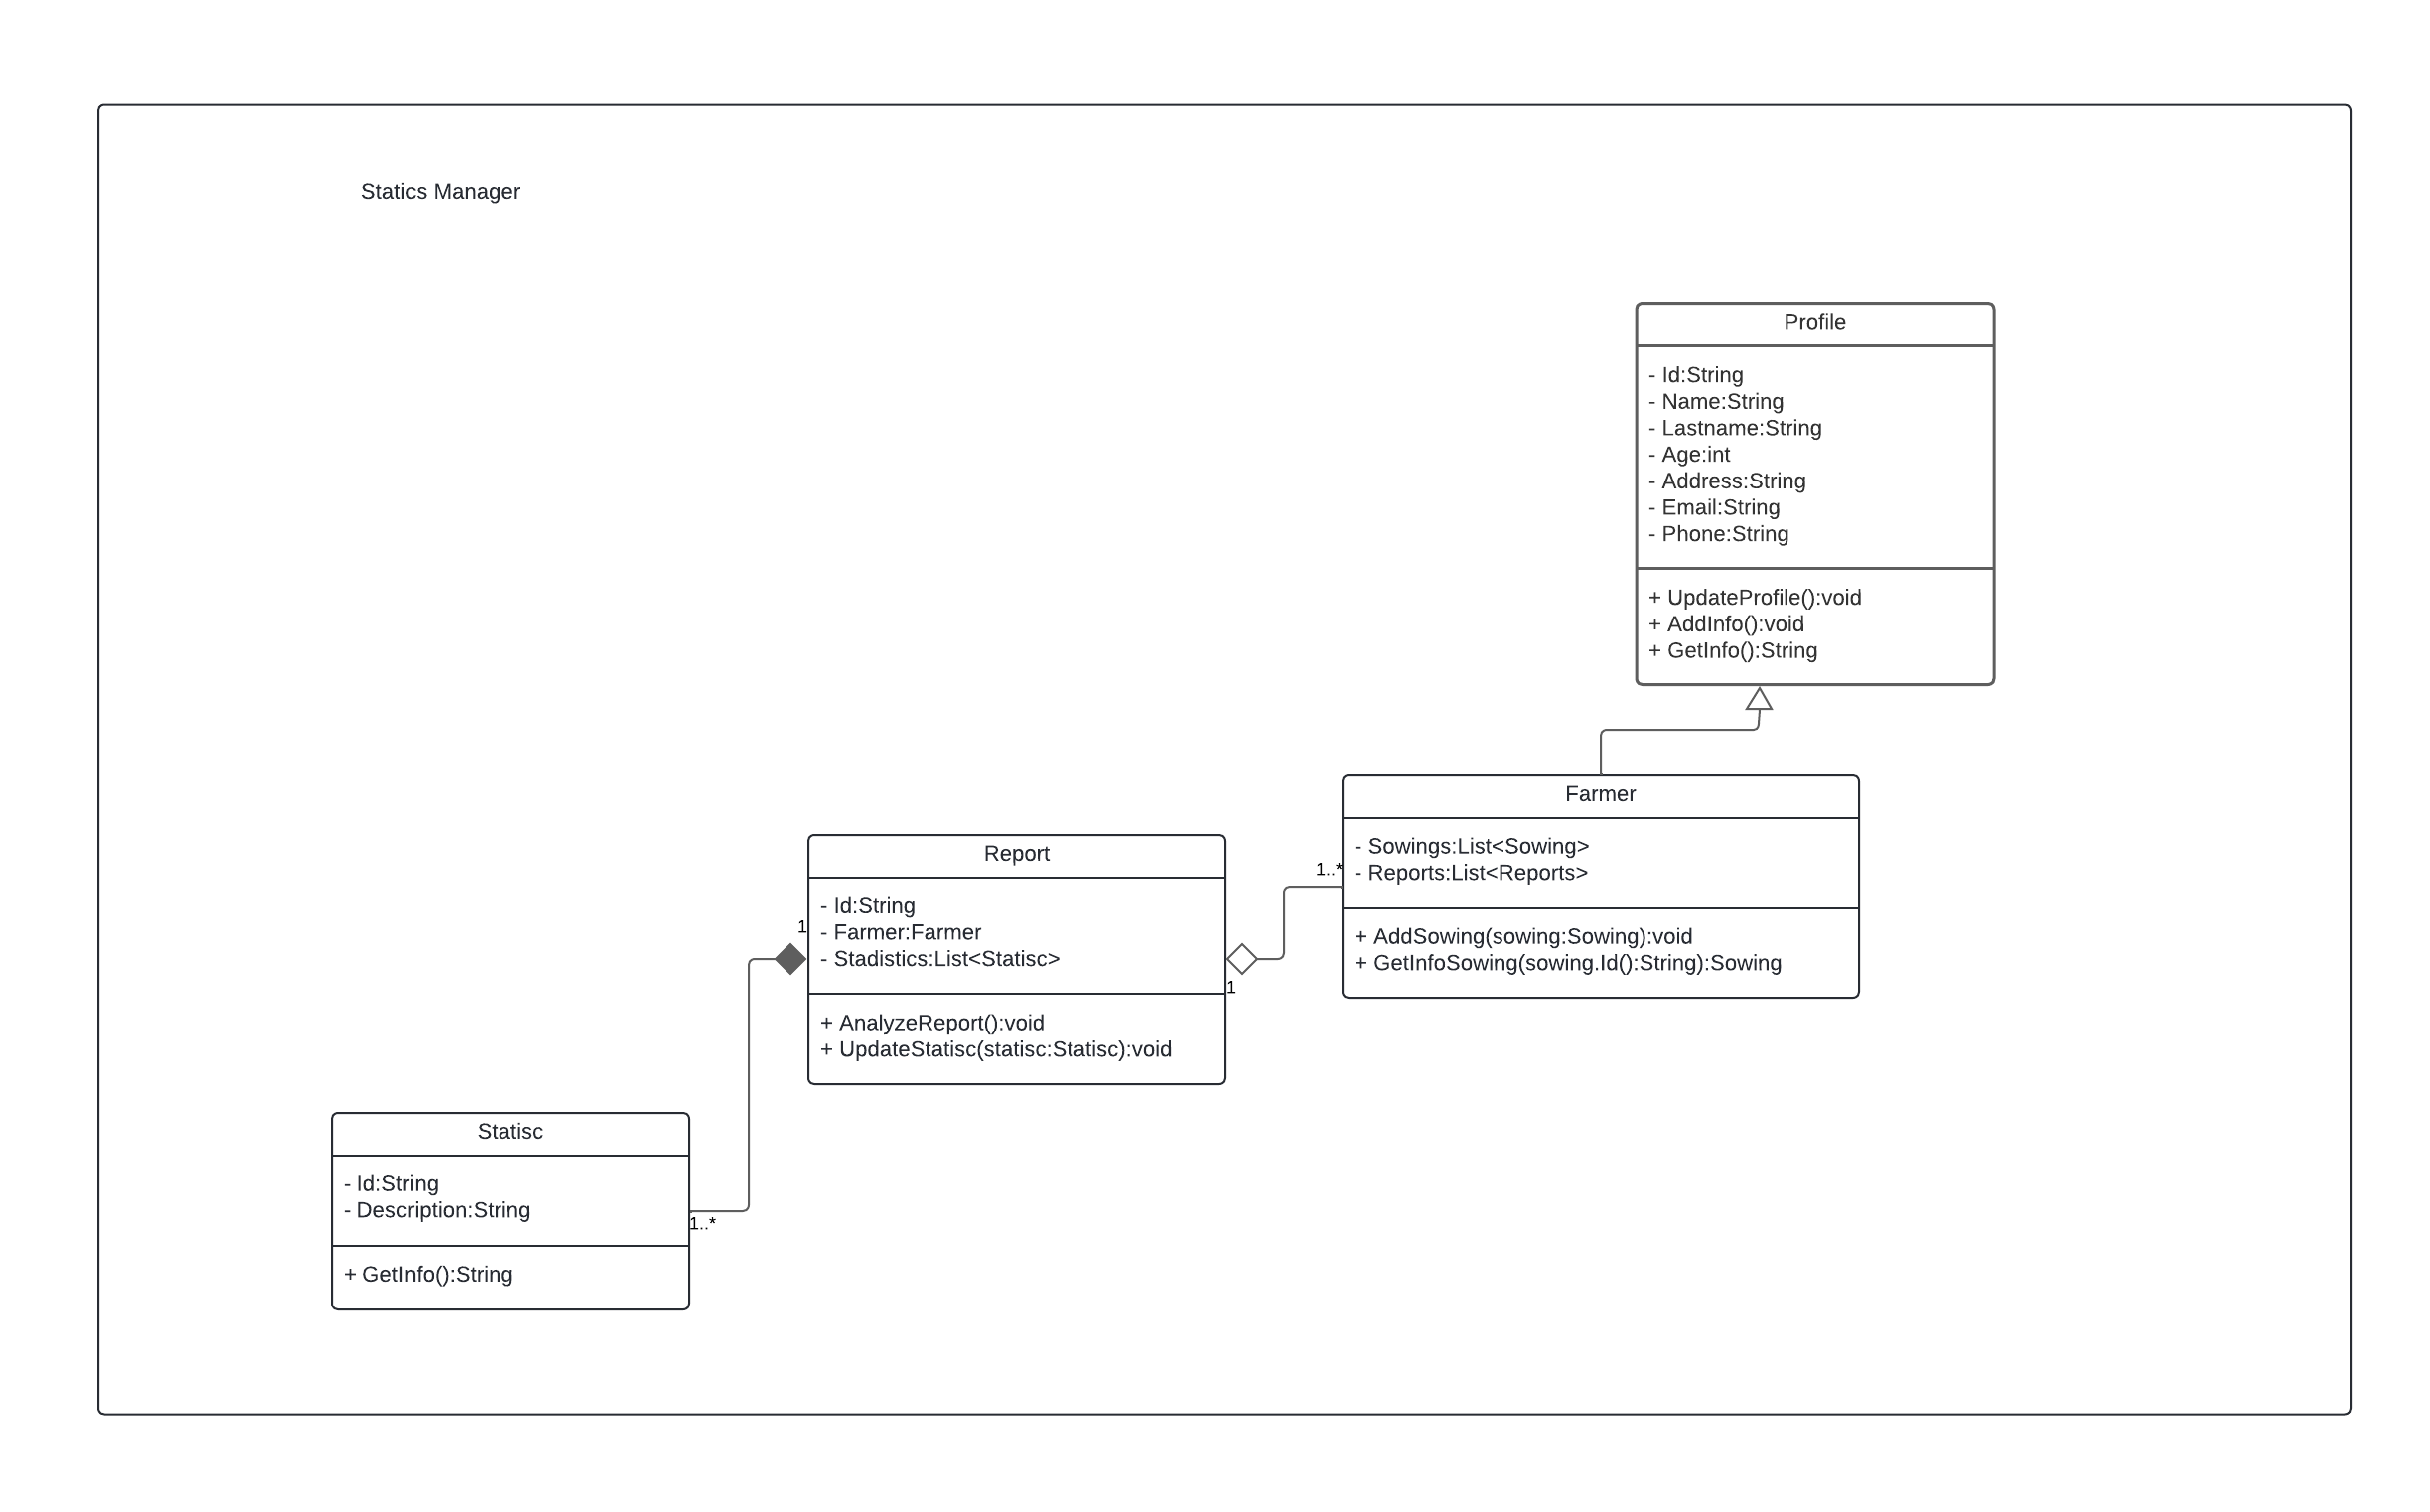 Statics Manager
Profile
- Id:String
- Name:String
- Lastname:String
- Age:int
- Address:String
- Email:String
- Phone:String
+ UpdateProfile():void
+ AddInfo():void
+ GetInfo():String
Farmer
- Sowings:List<Sowing>
- Reports:List<Reports>
+ AddSowing(sowing:Sowing):void
+ GetInfoSowing(sowing.Id():String):Sowing
1..*
1
Report
- Id:String
- Farmer:Farmer
- Stadistics:List<Statisc>
+ AnalyzeReport():void
+ UpdateStatisc(statisc:Statisc):void
1
1..*
Statisc
- Id:String
- Description:String
+ GetInfo():String